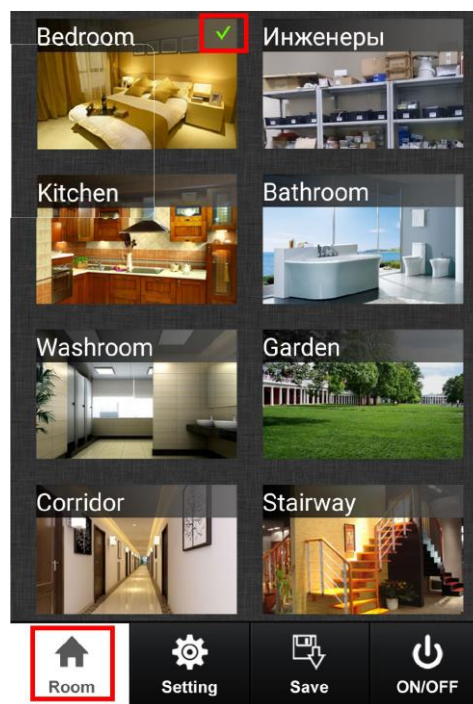 Bedroom
Инженеры
Kitchen
Bathroom
Washroom
Garden
Corridor
Stairway
Room
Setting
Save
ON/OFF